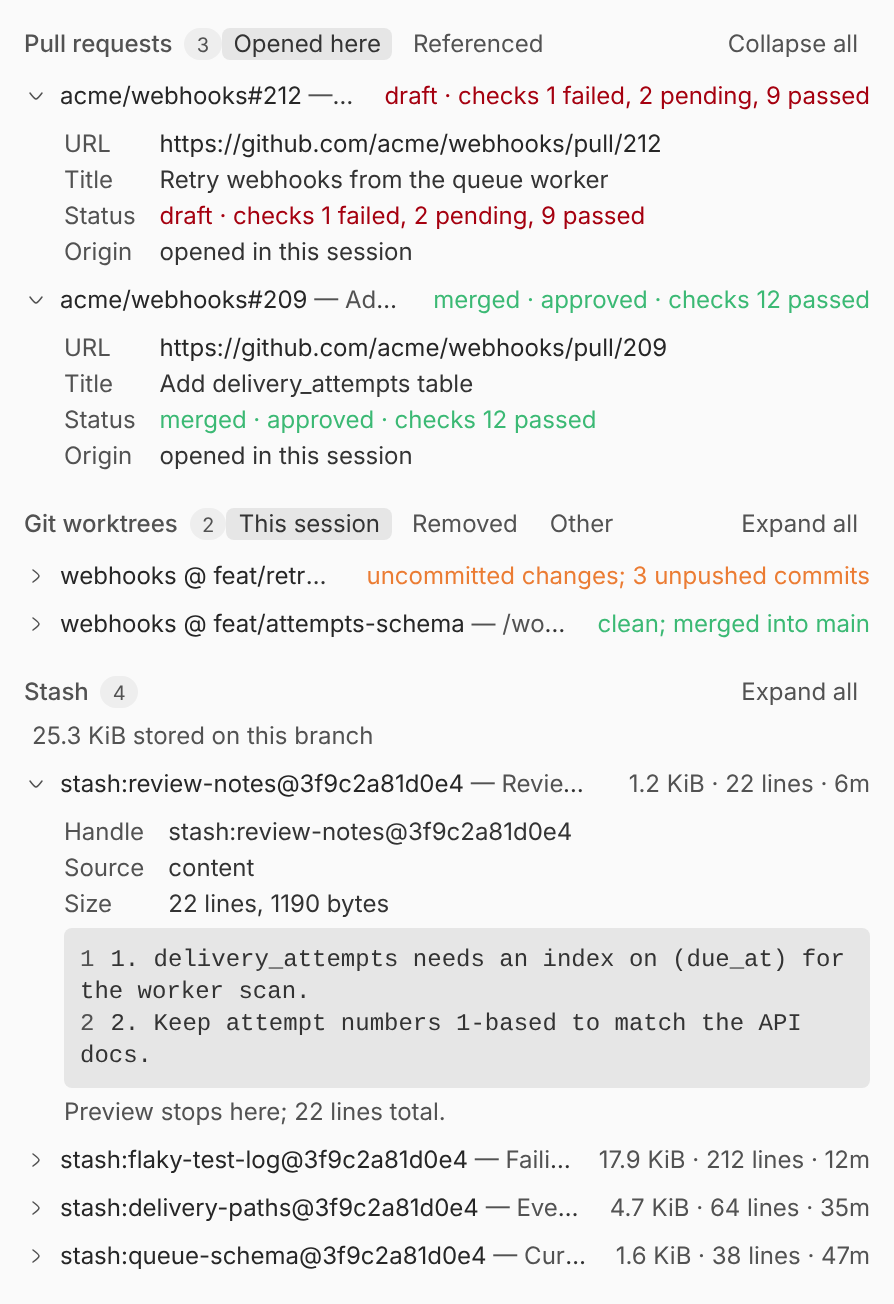 Pull requests 3 Opened here Referenced Collapse all
acme/webhooks#212 —... draft · checks 1 failed, 2 pending, 9 passed
URL https://github.com/acme/webhooks/pull/212
Title Retry webhooks from the queue worker
Status draft · checks 1 failed, 2 pending, 9 passed
Origin opened in this session
acme/webhooks#209 — Ad... merged · approved · checks 12 passed
URL https://github.com/acme/webhooks/pull/209
Title Add delivery_attempts table
Status merged · approved · checks 12 passed
Origin opened in this session
Git worktrees 2 This session Removed Other Expand all
webhooks @ feat/retr... uncommitted changes; 3 unpushed commits
webhooks @ feat/attempts-schema — /wo... clean; merged into main
Stash 4 Expand all
25.3 KiB stored on this branch
stash:review-notes@3f9c2a81d0e4 — Revie... 1.2 KiB · 22 lines · 6m
Handle stash:review-notes@3f9c2a81d0e4
Source content
Size 22 lines, 1190 bytes
1 1. delivery_attempts needs an index on (due_at) for
the worker scan.
2 2. Keep attempt numbers 1-based to match the API
docs.
Preview stops here; 22 lines total.
stash:flaky-test-log@3f9c2a81d0e4 — Faili... 17.9 KiB · 212 lines · 12m
stash:delivery-paths@3f9c2a81d0e4 — Eve... 4.7 KiB · 64 lines · 35m
stash:queue-schema@3f9c2a81d0e4 — Cur... 1.6 KiB · 38 lines · 47m